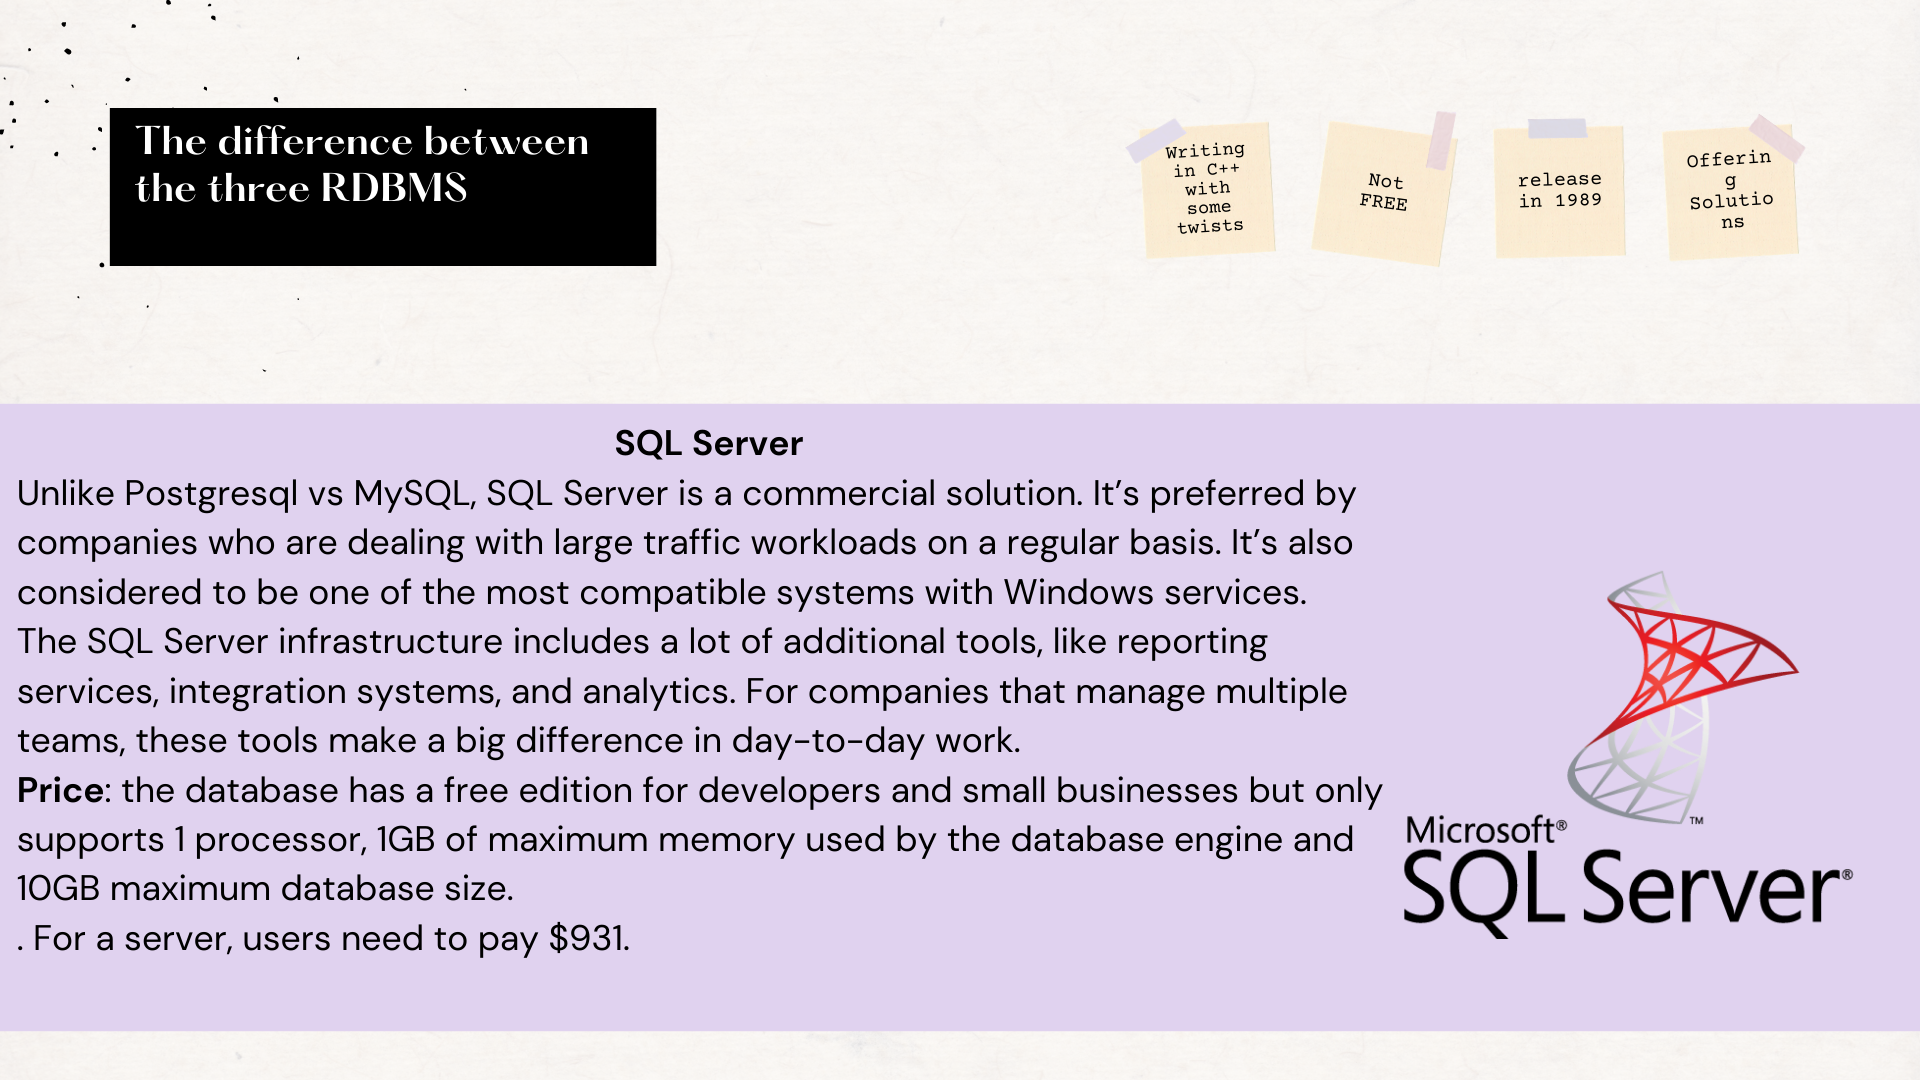 The difference between
the three RDBMS
Writing
in C++
with
some
twists
Not
FREE
release
in 1989
Offerin
g
Solutio
ns
SQL Server
Unlike Postgresql vs MySQL, SQL Server is a commercial solution. It’s preferred by
companies who are dealing with large traffic workloads on a regular basis. It’s also
considered to be one of the most compatible systems with Windows services.
The SQL Server infrastructure includes a lot of additional tools, like reporting
services, integration systems, and analytics. For companies that manage multiple
teams, these tools make a big difference in day-to-day work.
Price: the database has a free edition for developers and small businesses but only
supports 1 processor, 1GB of maximum memory used by the database engine and
10GB maximum database size.
. For a server, users need to pay $931.
™
Microsoft®
SQL Server®